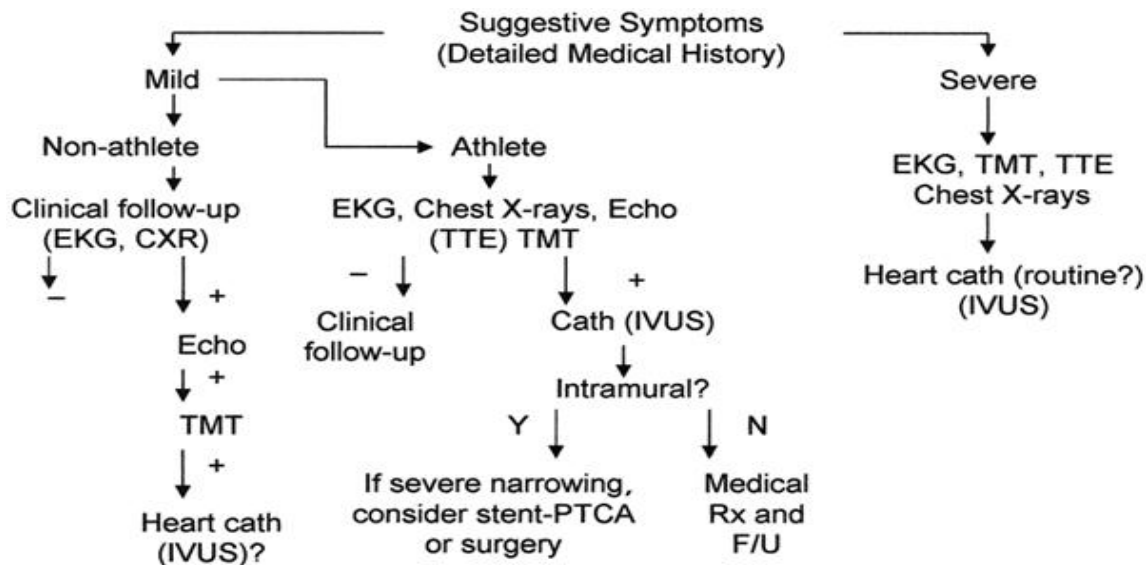 Suggestive Symptoms
(Detailed Medical History)
Mild
Severe
Non-athlete
Athlete
EKG, TMT, TTE
Chest X-rays
Clinical follow-up
(EKG, CXR)
EKG, Chest X-rays, Echo
(TTE) TMT
Heart cath (routine?)
(IVUS)
–
+
–
+
Clinical
follow-up
Cath (IVUS)
Echo
+
Intramural?
TMT
Y
N
+
If severe narrowing,
consider stent-PTCA
or surgery
Medical
Rx and
F/U
Heart cath
(IVUS)?